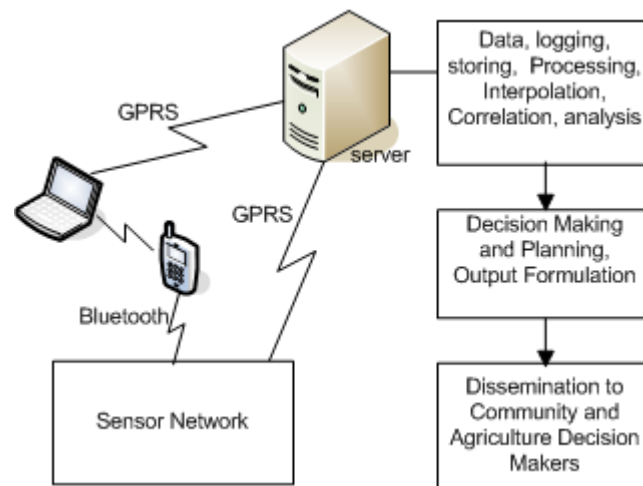 GPRS
server
GPRS
Bluetooth
Sensor Network
Data, logging,
storing,  Processing,
Interpolation,
Correlation, analysis
Decision Making
and Planning,
Output Formulation
Dissemination to
Community and
Agriculture Decision
Makers